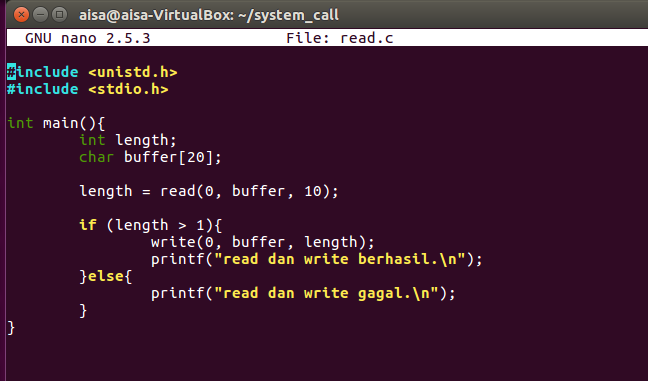 aisa@aisa-VirtualBox: ~/system_call
GNU nano 2.5.3 File: read.c
#include <unistd.h>
#include <stdio.h>
int main(){
int length;
char buffer[20];
length = read(0, buffer, 10);
if (length > 1){
write(0, buffer, length);
printf("read dan write berhasil.\n");
}else{
printf("read dan write gagal.\n");
}
}